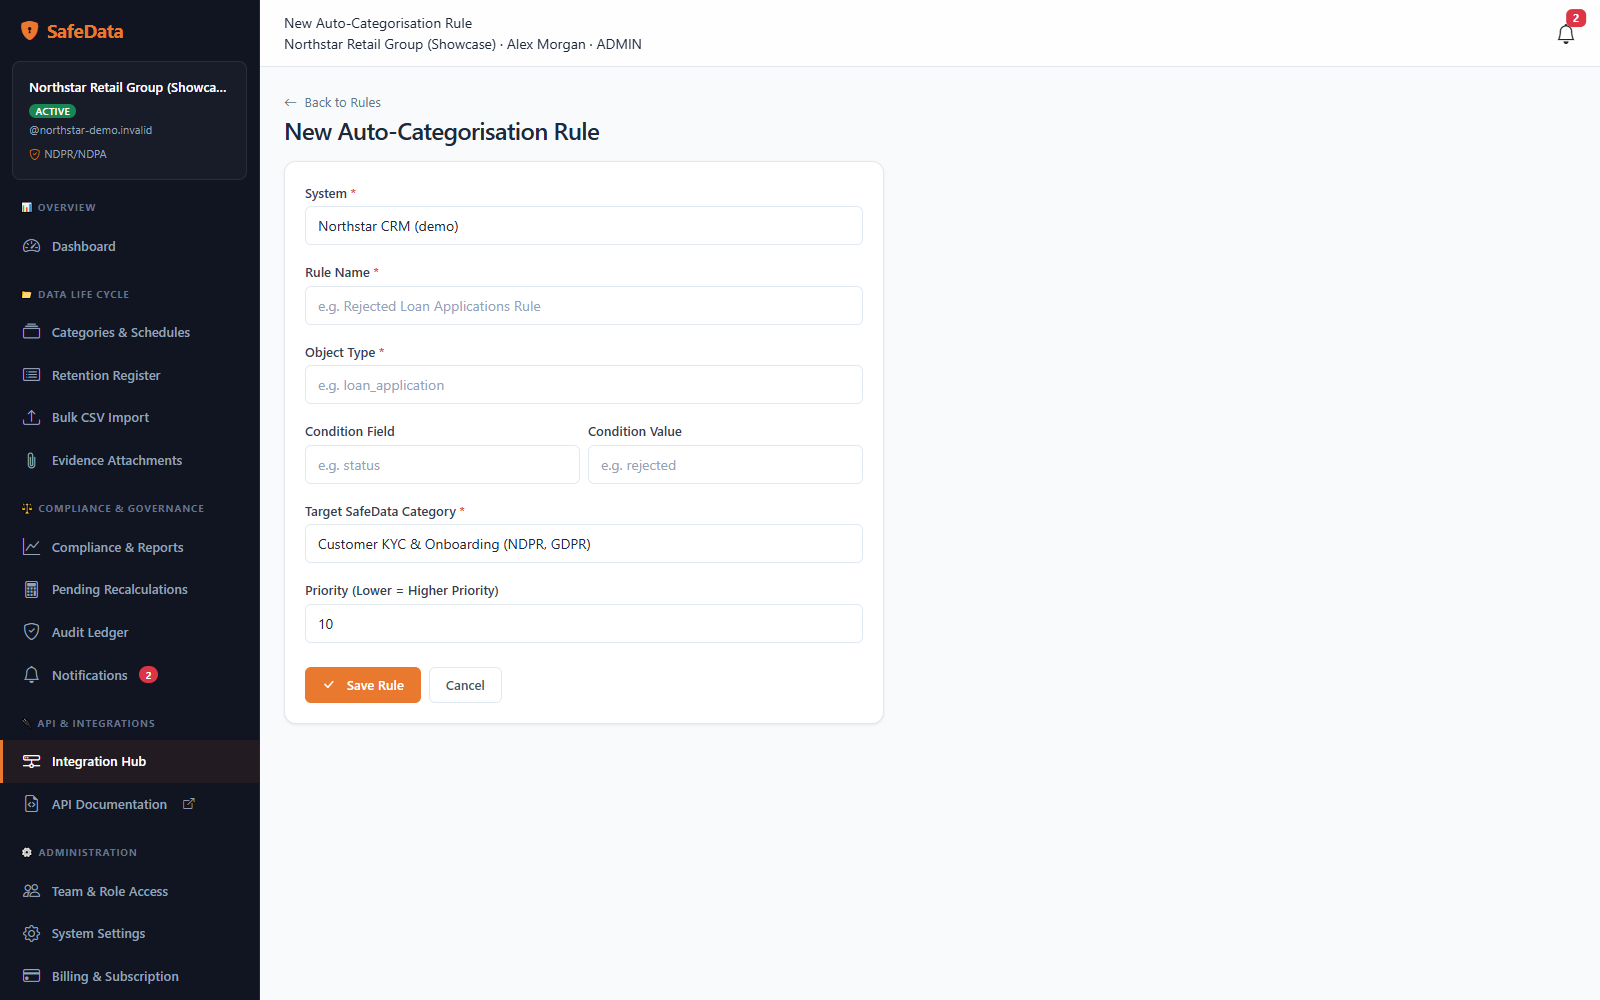 SafeData
Northstar Retail Group (Showca...
ACTIVE
@northstar-demo.invalid
NDPR/NDPA
OVERVIEW
Dashboard
DATA LIFE CYCLE
Categories & Schedules
Retention Register
Bulk CSV Import
Evidence Attachments
COMPLIANCE & GOVERNANCE
Compliance & Reports
Pending Recalculations
Audit Ledger
Notifications 2
API & INTEGRATIONS
Integration Hub
API Documentation
ADMINISTRATION
Team & Role Access
System Settings
Billing & Subscription
New Auto-Categorisation Rule
Northstar Retail Group (Showcase) · Alex Morgan · ADMIN
2
← Back to Rules
New Auto-Categorisation Rule
System *
Northstar CRM (demo)
Rule Name *
e.g. Rejected Loan Applications Rule
Object Type *
e.g. loan_application
Condition Field Condition Value
e.g. status e.g. rejected
Target SafeData Category *
Customer KYC & Onboarding (NDPR, GDPR)
Priority (Lower = Higher Priority)
10
Save Rule Cancel